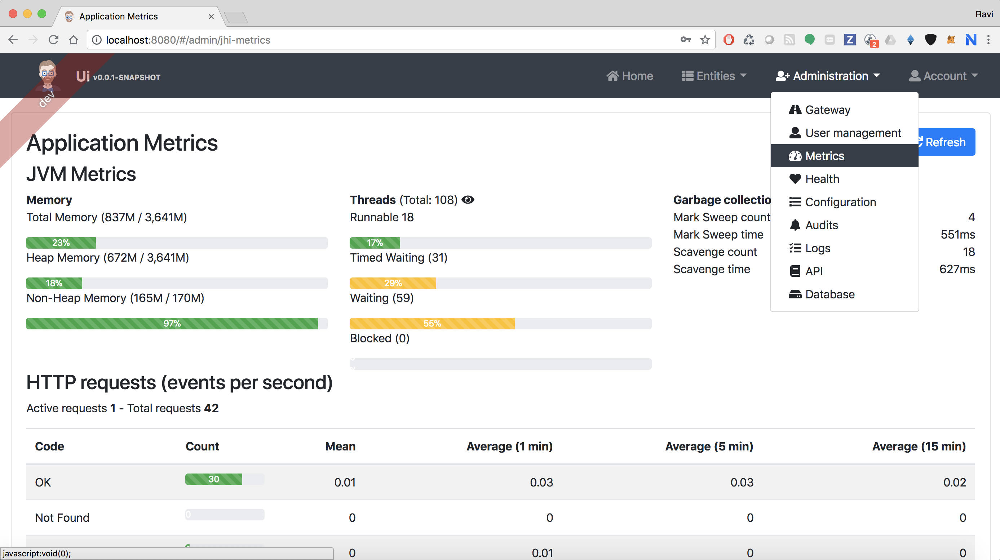 Application Metrics
Ravi
localhost:8080/#/admin/jhi-metrics
2
Ui v0.0.1-SNAPSHOT
Home
Entities
Administration
Account
dev
Gateway
User management
Metrics
Health
Configuration
Audits
Logs
API
Database
Refresh
Application Metrics
JVM Metrics
Memory
Total Memory (837M / 3,641M)
23%
Heap Memory (672M / 3,641M)
18%
Non-Heap Memory (165M / 170M)
97%
Threads (Total: 108)
Runnable 18
17%
Timed Waiting (31)
29%
Waiting (59)
55%
Blocked (0)
Garbage collectio
Mark Sweep count 4
Mark Sweep time 551ms
Scavenge count 18
Scavenge time 627ms
HTTP requests (events per second)
Active requests 1 - Total requests 42
Code Count Mean Average (1 min) Average (5 min) Average (15 min)
OK 30 0.01 0.03 0.03 0.02
Not Found 0 0 0 0 0
0 0.01 0 0
javascript:void(0);